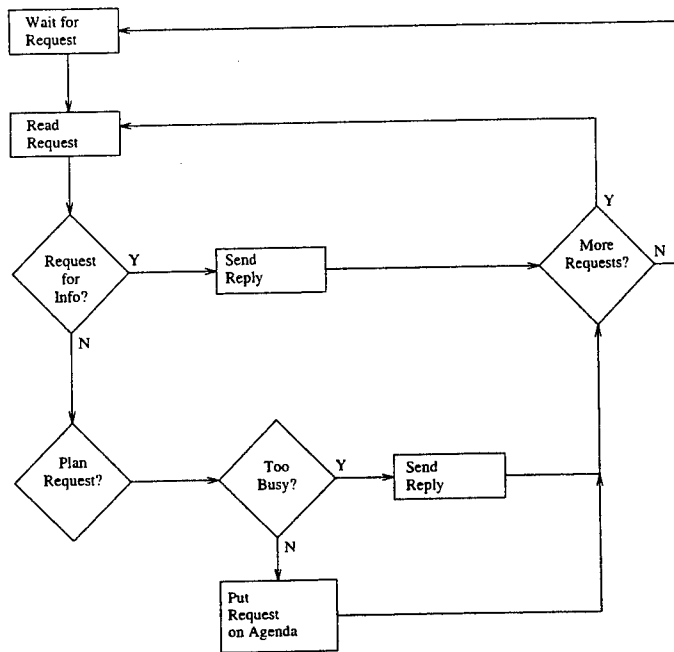 Wait for
Request
Read
Request
Y
Request
for
Info?
Y
Send
Reply
More
Requests?
N
N
Plan
Request?
Too
Busy?
Y
Send
Reply
N
Put
Request
on Agenda